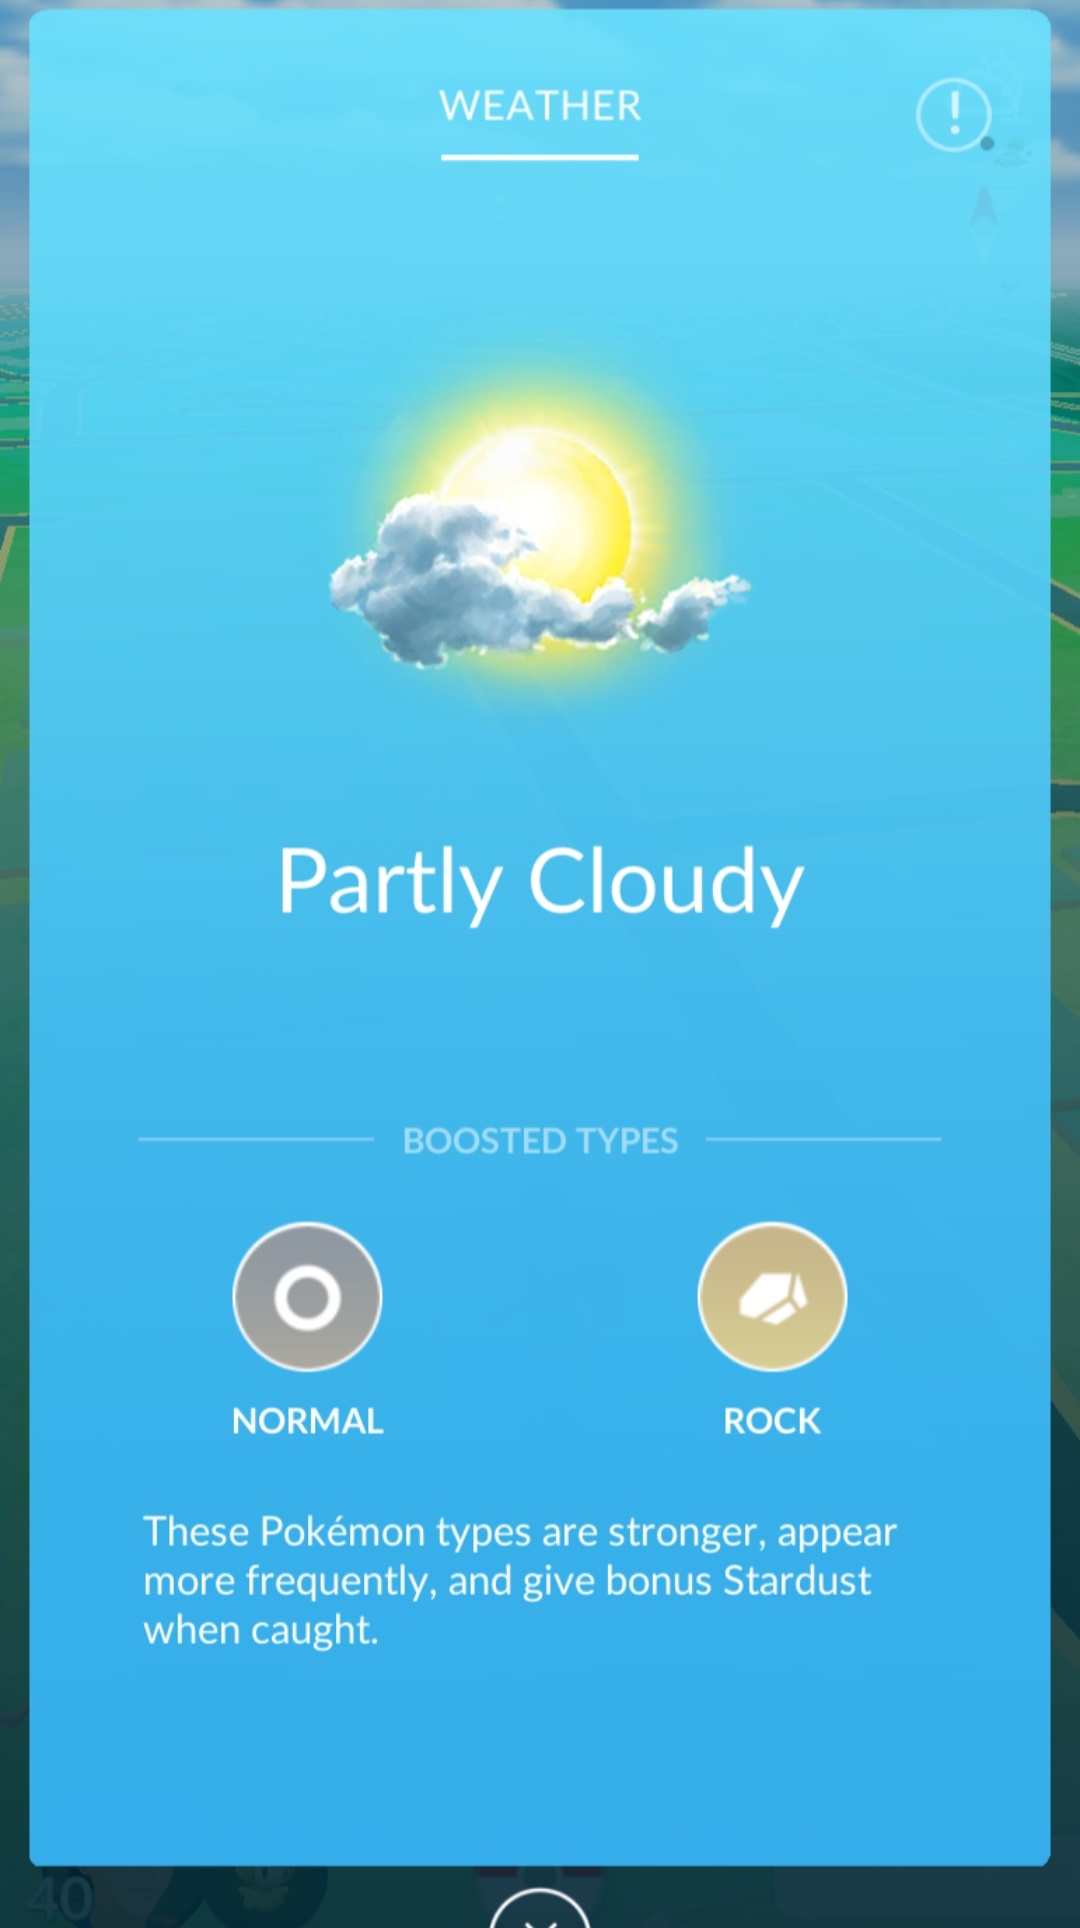 WEATHER
Partly Cloudy
BOOSTED TYPES
NORMAL
ROCK
These Pokémon types are stronger, appear
more frequently, and give bonus Stardust
when caught.
40